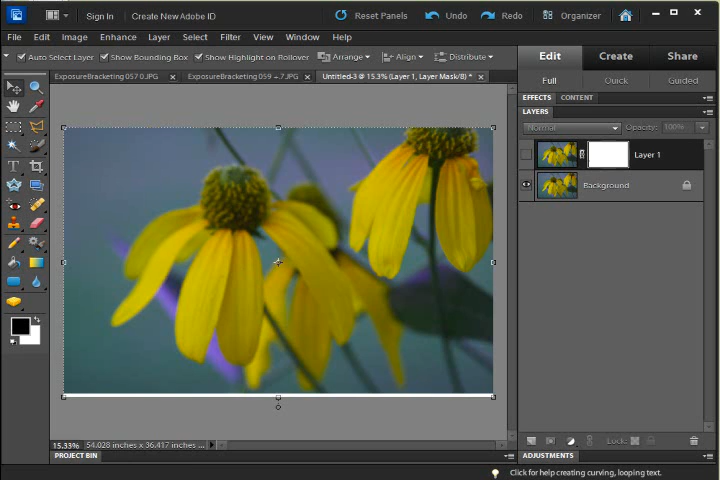 Sign In Create New Adobe ID Reset Panels Undo Redo Organizer
File Edit Image Enhance Layer Select Filter View Window Help
Auto Select Layer Show Bounding Box Show Highlight on Rollover Arrange Align Distribute
Edit Create Share
ExposureBracketing 057 0.JPG ExposureBracketing 059 +.7.JPG Untitled-3 @ 15.3% (Layer 1, Layer Mask/8) *
Full Quick Guided
EFFECTS CONTENT
LAYERS
Normal Opacity: 100%
Layer 1
Background
T
15.33% 54.028 inches x 36.417 inches ... Lock:
PROJECT BIN ADJUSTMENTS
Click for help creating curving, looping text.